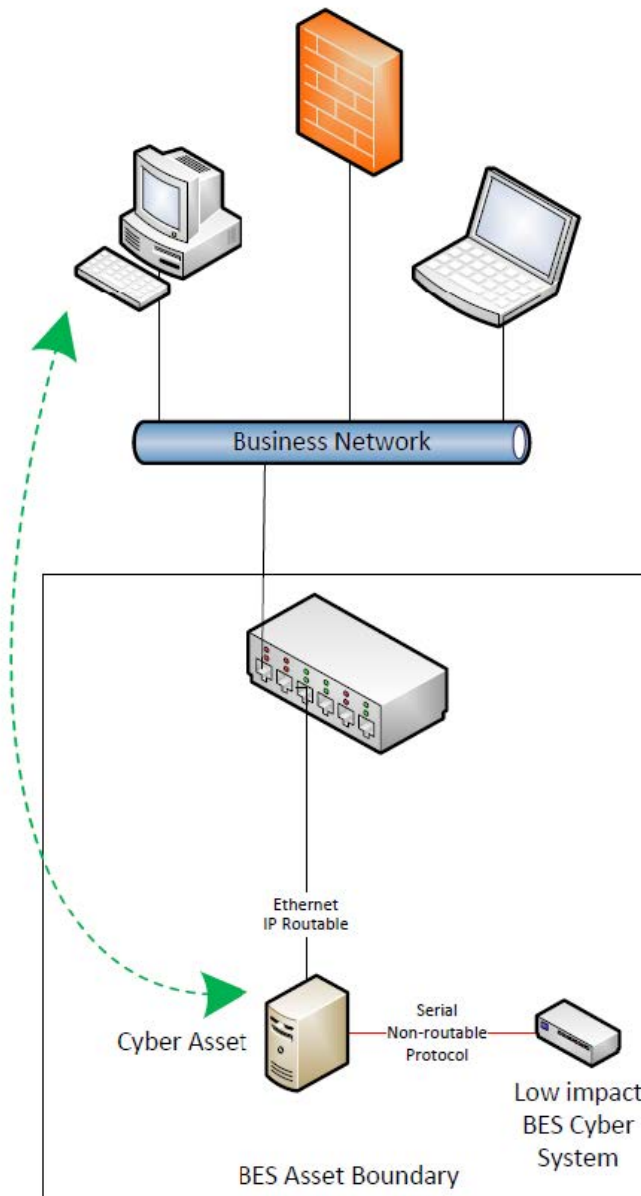 Business Network
Ethernet
IP Routable
Cyber Asset
Serial
Non-routable
Protocol
Low impact
BES Cyber
System
BES Asset Boundary